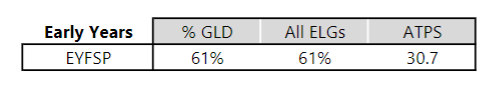 Early Years % GLD All ELGs ATPS
EYFSP 61% 61% 30.7